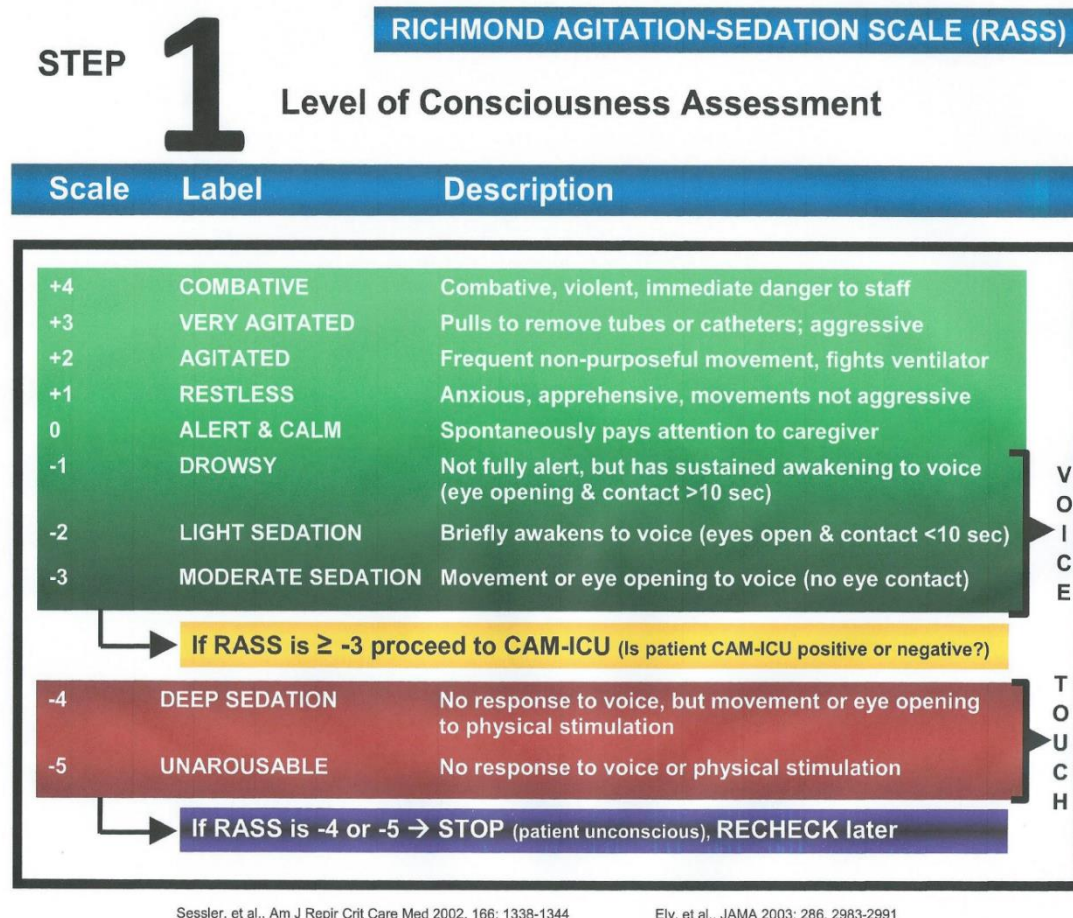 RICHMOND AGITATION-SEDATION SCALE (RASS)
STEP 1
Level of Consciousness Assessment
Scale Label Description
+4 COMBATIVE Combative, violent, immediate danger to staff
+3 VERY AGITATED Pulls to remove tubes or catheters; aggressive
+2 AGITATED Frequent non-purposeful movement, fights ventilator
+1 RESTLESS Anxious, apprehensive, movements not aggressive
0 ALERT & CALM Spontaneously pays attention to caregiver
-1 DROWSY Not fully alert, but has sustained awakening to voice
(eye opening & contact >10 sec)
-2 LIGHT SEDATION Briefly awakens to voice (eyes open & contact <10 sec)
-3 MODERATE SEDATION Movement or eye opening to voice (no eye contact)
VOICE
If RASS is ≥ -3 proceed to CAM-ICU (Is patient CAM-ICU positive or negative?)
-4 DEEP SEDATION No response to voice, but movement or eye opening
to physical stimulation
-5 UNAROUSABLE No response to voice or physical stimulation
TOUCH
If RASS is -4 or -5 → STOP (patient unconscious), RECHECK later
Sessler, et al., Am J Repir Crit Care Med 2002, 166: 1338-1344 Ely, et al., JAMA 2003; 286, 2983-2991